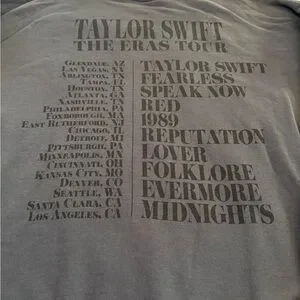 TAYLOR SWIFT
THE ERAS TOUR
GLENDALE, AZ
LAS VEGAS, NV
ARLINGTON, TX
TAMPA, FL
HOUSTON, TX
ATLANTA, GA
NASHVILLE, TN
PHILADELPHIA, PA
FOXBOROUGH, MA
EAST RUTHERFORD, NJ
CHICAGO, IL
DETROIT, MI
PITTSBURGH, PA
MINNEAPOLIS, MN
CINCINNATI, OH
KANSAS CITY, MO
DENVER, CO
SEATTLE, WA
SANTA CLARA, CA
LOS ANGELES, CA
TAYLOR SWIFT
FEARLESS
SPEAK NOW
RED
1989
REPUTATION
LOVER
FOLKLORE
EVERMORE
MIDNIGHTS